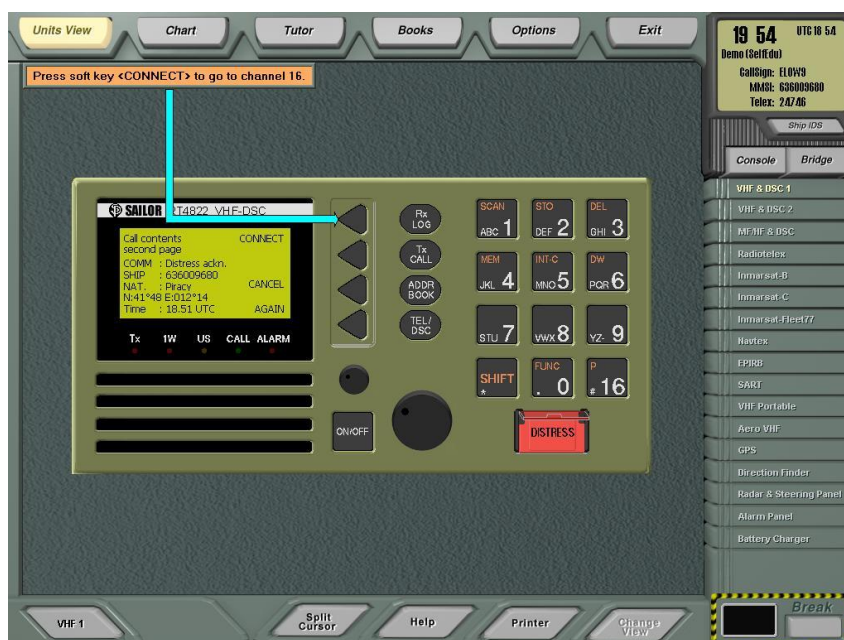 Units View
Chart
Tutor
Books
Options
Exit
Press soft key <CONNECT> to go to channel 16.
19 54 UTC 18 54
Demo (SelfEdu)
CallSign: ELOW9
MMSI: 636009680
Telex: 24746
Ship IDS
Console
Bridge
VHF & DSC 1
VHF & DSC 2
MF/HF & DSC
Radiotelex
Inmarsat-B
Inmarsat-C
Inmarsat-Fleet77
Navtex
EPIRB
SART
VHF Portable
Aero VHF
GPS
Direction Finder
Radar & Steering Panel
Alarm Panel
Battery Charger
Break
SAILOR RT4822 VHF-DSC
Call contents CONNECT
second page
COMM : Distress ackn.
SHIP : 636009680
NAT. : Piracy CANCEL
N:41°48 E:012°14
Time : 18.51 UTC AGAIN
Tx 1W US CALL ALARM
Rx LOG
Tx CALL
ADDR BOOK
TEL/ DSC
ON/OFF
SCAN STO DEL
ABC 1 DEF 2 GHI 3
MEM INT-C DW
JKL 4 MNO 5 PQR 6
STU 7 VWX 8 YZ- 9
SHIFT FUNC P
* . 0 # 16
DISTRESS
VHF 1
Split Cursor
Help
Printer
Change View